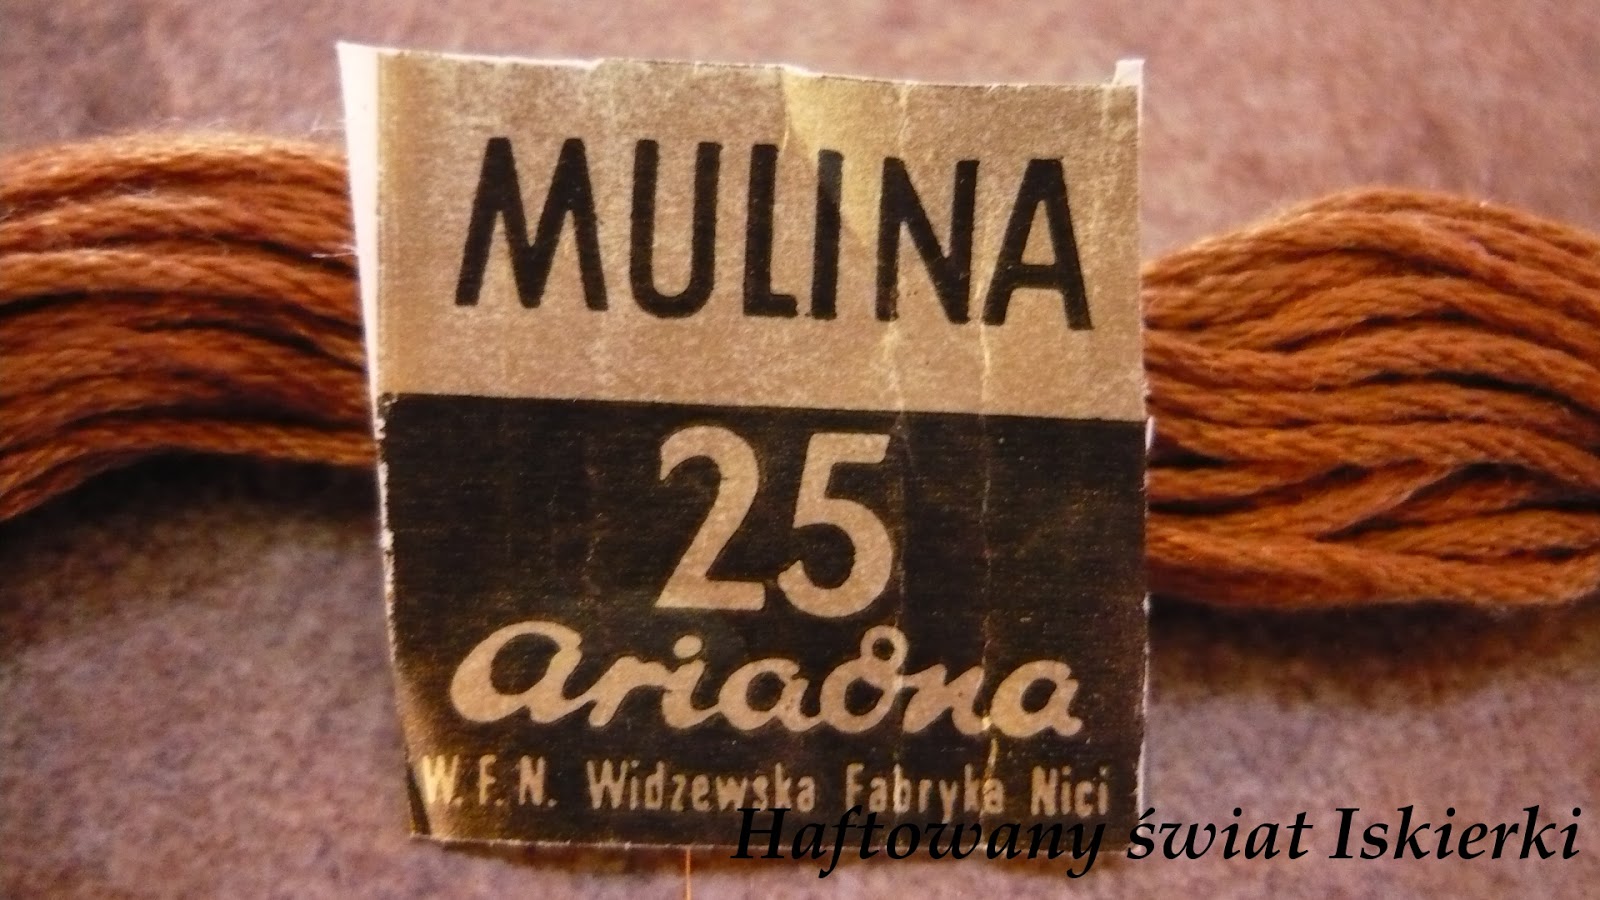 MULINA
25
Ariadna
W.F.N. Widzewska Fabryka Nici
Haftowany świat Iskierki